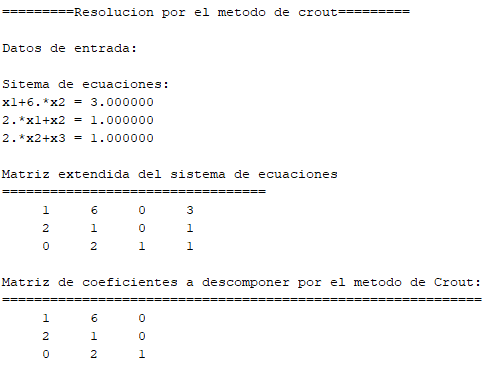 =========Resolucion por el metodo de crout=========
Datos de entrada:
Sitema de ecuaciones:
x1+6.*x2 = 3.000000
2.*x1+x2 = 1.000000
2.*x2+x3 = 1.000000
Matriz extendida del sistema de ecuaciones
=================================
1 6 0 3
2 1 0 1
0 2 1 1
Matriz de coeficientes a descomponer por el metodo de Crout:
============================================================
1 6 0
2 1 0
0 2 1